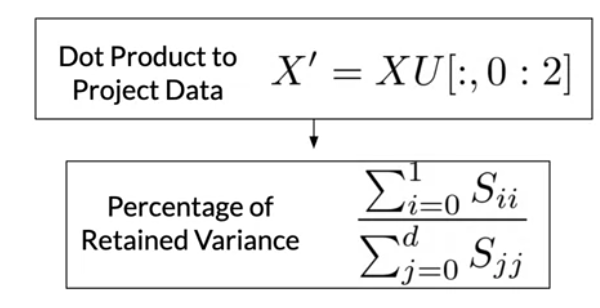 Dot Product to
Project Data
X′ = XU[:, 0 : 2]
Percentage of
Retained Variance
∑_{i=0}^{1} S_{ii}
∑_{j=0}^{d} S_{jj}